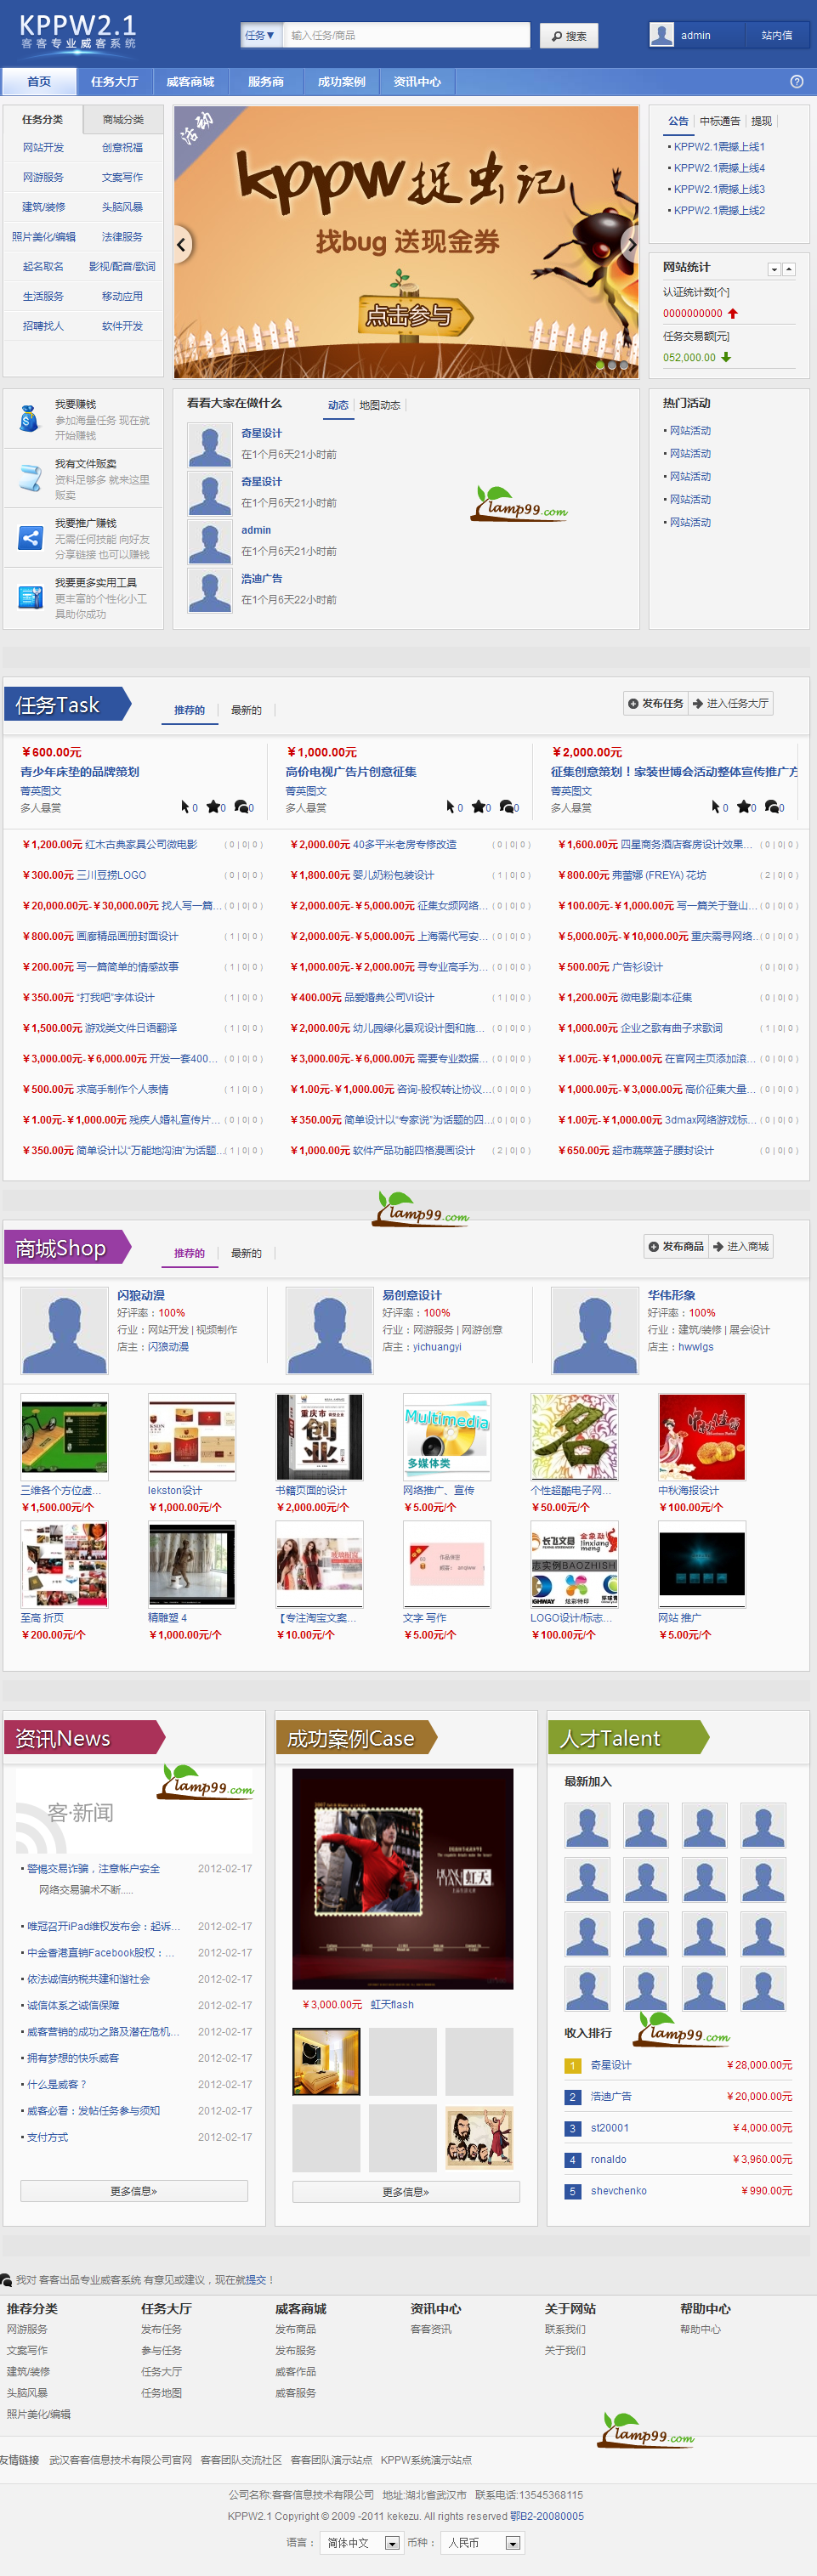 KPPW2.1
客客专业威客系统
任务▼ 输入任务/商品 搜索 admin 站内信
首页 任务大厅 威客商城 服务商 成功案例 资讯中心
任务分类 商城分类
网站开发 创意祝福
网游服务 文案写作
建筑/装修 头脑风暴
照片美化/编辑 法律服务
起名取名 影视/配音/歌词
生活服务 移动应用
招聘找人 软件开发
活动
kppw捉虫记
找bug 送现金券
点击参与
公告 中标通告 提现
KPPW2.1震撼上线1
KPPW2.1震撼上线4
KPPW2.1震撼上线3
KPPW2.1震撼上线2
网站统计
认证统计数[个]
0000000000
任务交易额[元]
052,000.00
我要赚钱
参加海量任务 现在就
开始赚钱
我有文件贩卖
资料足够多 就来这里
贩卖
我要推广赚钱
无需任何技能 向好友
分享链接 也可以赚钱
我要更多实用工具
更丰富的个性化小工
具助你成功
看看大家在做什么 动态 地图动态
奇星设计
在1个月6天21小时前
奇星设计
在1个月6天21小时前
admin
在1个月6天21小时前
浩迪广告
在1个月6天22小时前
lamp99.com
热门活动
网站活动
网站活动
网站活动
网站活动
网站活动
任务Task 推荐的 最新的 发布任务 进入任务大厅
￥600.00元 ￥1,000.00元 ￥2,000.00元
青少年床垫的品牌策划 高价电视广告片创意征集 征集创意策划！家装世博会活动整体宣传推广方
菁英图文 菁英图文 菁英图文
多人悬赏 0 0 0 多人悬赏 0 0 0 多人悬赏 0 0 0
￥1,200.00元 红木古典家具公司微电影 ( 0 | 0| 0 ) ￥2,000.00元 40多平米老房专修改造 ( 0 | 0| 0 ) ￥1,600.00元 四星商务酒店客房设计效果... ( 0 | 0| 0 )
￥300.00元 三川豆捞LOGO ( 0 | 0| 0 ) ￥1,800.00元 婴儿奶粉包装设计 ( 1 | 0| 0 ) ￥800.00元 弗蕾娜 (FREYA) 花坊 ( 2 | 0| 0 )
￥20,000.00元-￥30,000.00元 找人写一篇... ( 0 | 0| 0 ) ￥2,000.00元-￥5,000.00元 征集女频网络... ( 0 | 0| 0 ) ￥100.00元-￥1,000.00元 写一篇关于登山... ( 0 | 0| 0 )
￥800.00元 画廊精品画册封面设计 ( 1 | 0| 0 ) ￥2,000.00元-￥5,000.00元 上海需代写安... ( 0 | 0| 0 ) ￥5,000.00元-￥10,000.00元 重庆需寻网络... ( 0 | 0| 0 )
￥200.00元 写一篇简单的情感故事 ( 1 | 0| 0 ) ￥1,000.00元-￥2,000.00元 寻专业高手为... ( 0 | 0| 0 ) ￥500.00元 广告衫设计 ( 0 | 0| 0 )
￥350.00元 “打我吧”字体设计 ( 1 | 0| 0 ) ￥400.00元 品爱婚典公司VI设计 ( 1 | 0| 0 ) ￥1,200.00元 微电影剧本征集 ( 0 | 0| 0 )
￥1,500.00元 游戏类文件日语翻译 ( 1 | 0| 0 ) ￥2,000.00元 幼儿园绿化景观设计图和施... ( 0 | 0| 0 ) ￥1,000.00元 企业之歌有曲子求歌词 ( 1 | 0| 0 )
￥3,000.00元-￥6,000.00元 开发一套400... ( 0 | 0| 0 ) ￥3,000.00元-￥6,000.00元 需要专业数据... ( 0 | 0| 0 ) ￥1.00元-￥1,000.00元 在官网主页添加滚... ( 0 | 0| 0 )
￥500.00元 求高手制作个人表情 ( 1 | 0| 0 ) ￥1.00元-￥1,000.00元 咨询-股权转让协议... ( 0 | 0| 0 ) ￥1,000.00元-￥3,000.00元 高价征集大量... ( 0 | 0| 0 )
￥1.00元-￥1,000.00元 残疾人婚礼宣传片... ( 0 | 0| 0 ) ￥350.00元 简单设计以“专家说”为话题的四... ( 0 | 0| 0 ) ￥1.00元-￥1,000.00元 3dmax网络游戏标... ( 0 | 0| 0 )
￥350.00元 简单设计以“万能地沟油”为话题... ( 1 | 0| 0 ) ￥1,000.00元 软件产品功能四格漫画设计 ( 2 | 0| 0 ) ￥650.00元 超市蔬菜篮子腰封设计 ( 0 | 0| 0 )
lamp99.com
商城Shop 推荐的 最新的 发布商品 进入商城
闪狼动漫 易创意设计 华伟形象
好评率：100% 好评率：100% 好评率：100%
行业：网站开发 | 视频制作 行业：网游服务 | 网游创意 行业：建筑/装修 | 展会设计
店主：闪狼动漫 店主：yichuangyi 店主：hwwlgs
重庆市
创业
Multimedia
多媒体类
三维各个方位虚... lekston设计 书籍页面的设计 网络推广、宣传 个性超酷电子网... 中秋海报设计
￥1,500.00元/个 ￥1,000.00元/个 ￥2,000.00元/个 ￥5.00元/个 ￥50.00元/个 ￥100.00元/个
长飞文具
至高 折页 精雕塑 4 【专注淘宝文案... 文字 写作 LOGO设计/标志... 网站 推广
￥200.00元/个 ￥1,000.00元/个 ￥10.00元/个 ￥5.00元/个 ￥100.00元/个 ￥5.00元/个
资讯News
lamp99.com
客·新闻
警惕交易诈骗，注意帐户安全 2012-02-17
网络交易骗术不断.....
唯冠召开iPad维权发布会：起诉... 2012-02-17
中金香港直销Facebook股权：... 2012-02-17
依法诚信纳税共建和谐社会 2012-02-17
诚信体系之诚信保障 2012-02-17
威客营销的成功之路及潜在危机... 2012-02-17
拥有梦想的快乐威客 2012-02-17
什么是威客？ 2012-02-17
威客必看：发帖任务参与须知 2012-02-17
支付方式 2012-02-17
更多信息»
成功案例Case
HUNG
TIAN 虹天
￥3,000.00元 虹天flash
更多信息»
人才Talent
最新加入
收入排行
lamp99.com
1 奇星设计 ￥28,000.00元
2 浩迪广告 ￥20,000.00元
3 st20001 ￥4,000.00元
4 ronaldo ￥3,960.00元
5 shevchenko ￥990.00元
我对 客客出品专业威客系统 有意见或建议，现在就提交！
推荐分类 任务大厅 威客商城 资讯中心 关于网站 帮助中心
网游服务 发布任务 发布商品 客客资讯 联系我们 帮助中心
文案写作 参与任务 发布服务 关于我们
建筑/装修 任务大厅 威客作品
头脑风暴 任务地图 威客服务
照片美化/编辑
lamp99.com
友情链接 武汉客客信息技术有限公司官网 客客团队交流社区 客客团队演示站点 KPPW系统演示站点
公司名称:客客信息技术有限公司 地址:湖北省武汉市 联系电话:13545368115
KPPW2.1 Copyright © 2009 -2011 kekezu. All rights reserved 鄂B2-20080005
语言： 简体中文 币种： 人民币